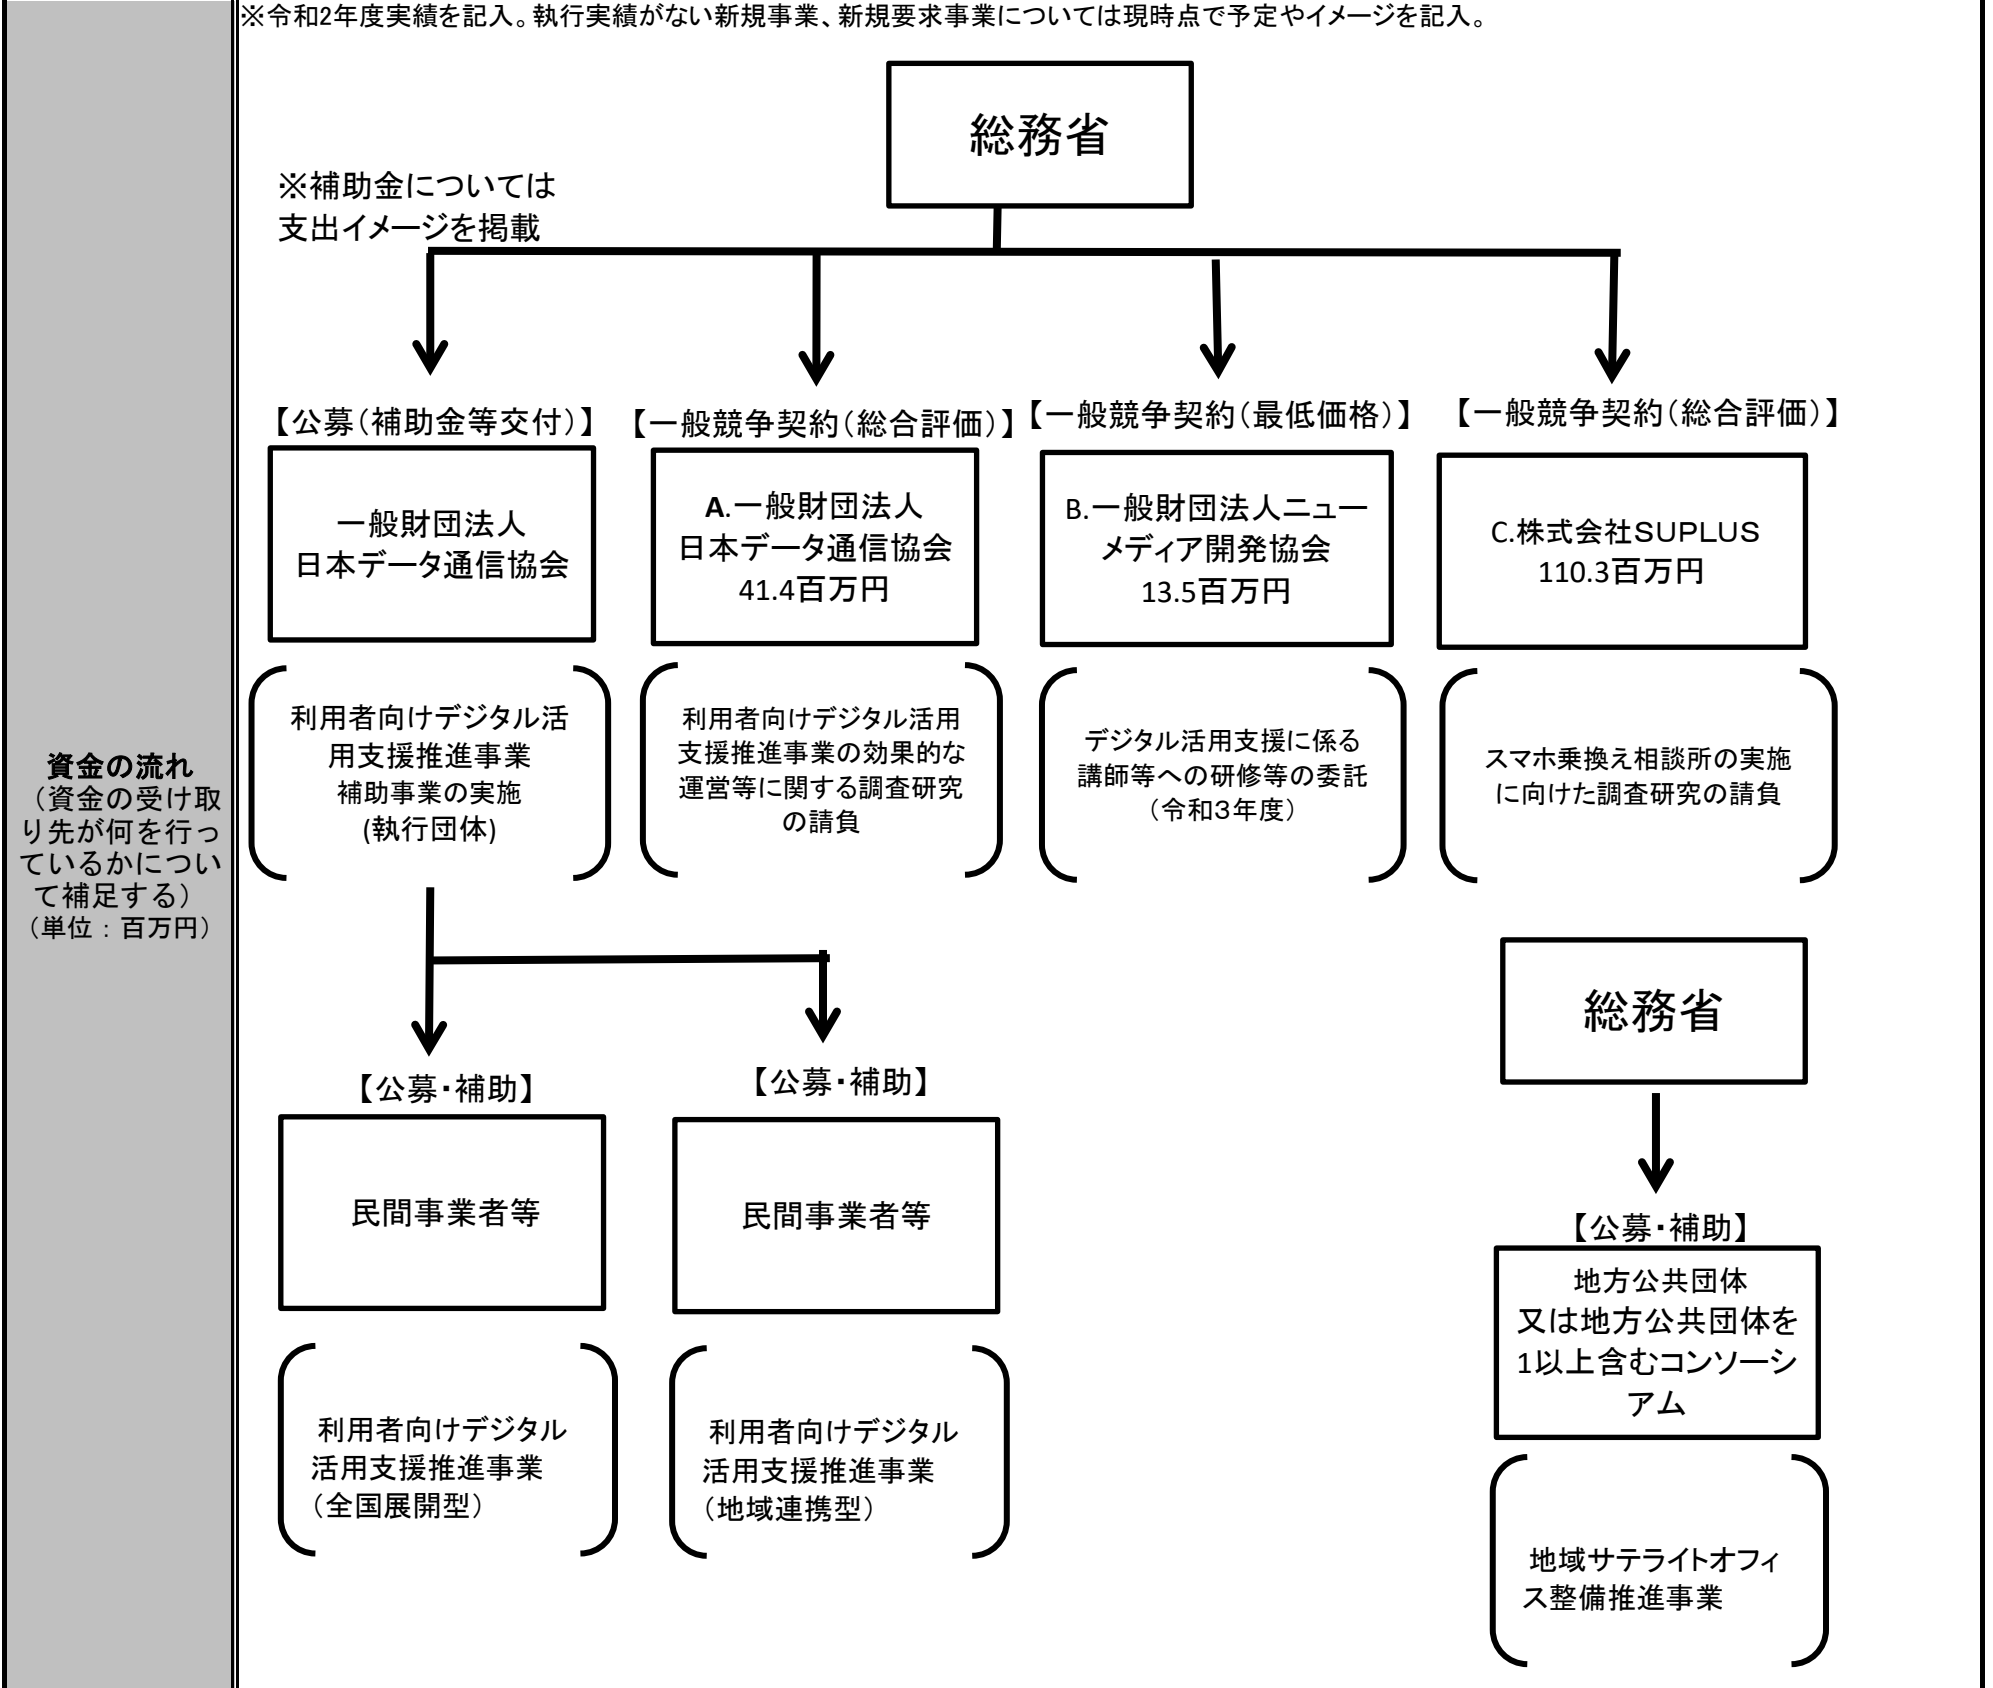 ※令和2年度実績を記入。執行実績がない新規事業、新規要求事業については現時点で予定やイメージを記入。
資金の流れ
（資金の受け取
り先が何を行っ
ているかについ
て補足する）
（単位：百万円）
総務省
※補助金については
支出イメージを掲載
【公募（補助金等交付）】
一般財団法人
日本データ通信協会
利用者向けデジタル活
用支援推進事業
補助事業の実施
(執行団体)
【一般競争契約（総合評価）】
A.一般財団法人
日本データ通信協会
41.4百万円
利用者向けデジタル活用
支援推進事業の効果的な
運営等に関する調査研究
の請負
【一般競争契約（最低価格）】
B.一般財団法人ニュー
メディア開発協会
13.5百万円
デジタル活用支援に係る
講師等への研修等の委託
（令和３年度）
【一般競争契約（総合評価）】
C.株式会社ＳＵＰＬＵＳ
110.3百万円
スマホ乗換え相談所の実施
に向けた調査研究の請負
【公募・補助】
民間事業者等
利用者向けデジタル
活用支援推進事業
（全国展開型）
【公募・補助】
民間事業者等
利用者向けデジタル
活用支援推進事業
（地域連携型）
総務省
【公募・補助】
地方公共団体
又は地方公共団体を
1以上含むコンソーシ
アム
地域サテライトオフィ
ス整備推進事業